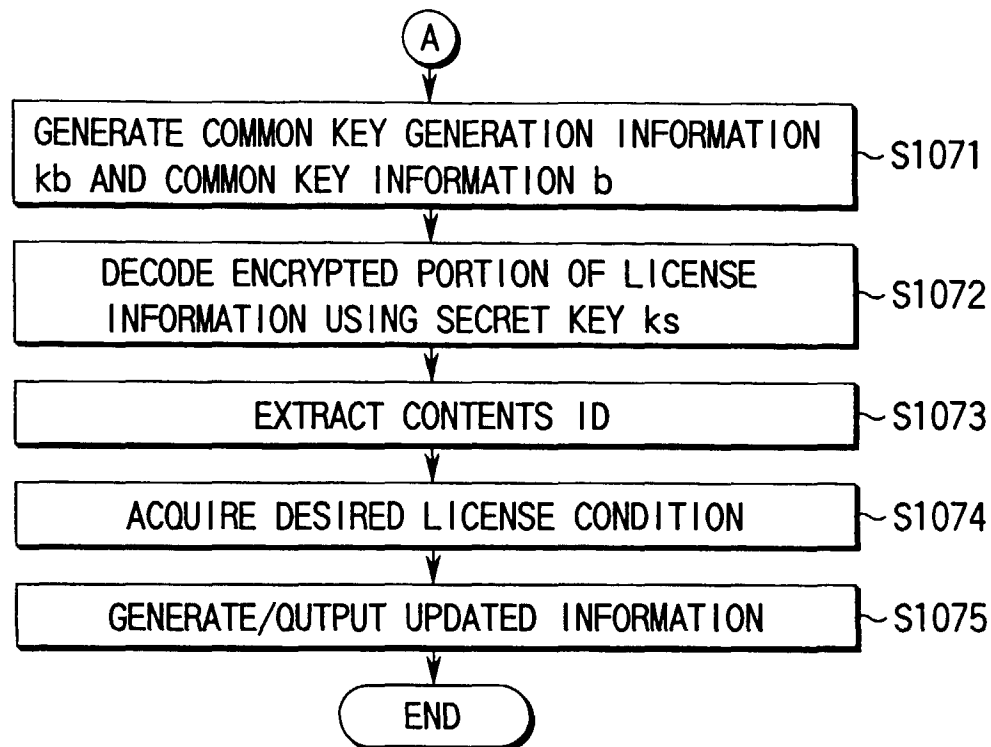 A
GENERATE COMMON KEY GENERATION INFORMATION
kb AND COMMON KEY INFORMATION b
S1071
DECODE ENCRYPTED PORTION OF LICENSE
INFORMATION USING SECRET KEY ks
S1072
EXTRACT CONTENTS ID
S1073
ACQUIRE DESIRED LICENSE CONDITION
S1074
GENERATE/OUTPUT UPDATED INFORMATION
S1075
END